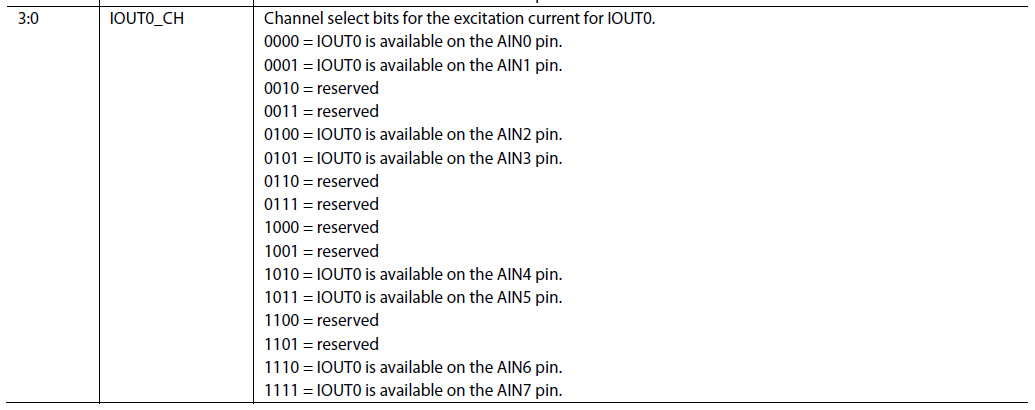 3:0 IOUT0_CH Channel select bits for the excitation current for IOUT0.
0000 = IOUT0 is available on the AIN0 pin.
0001 = IOUT0 is available on the AIN1 pin.
0010 = reserved
0011 = reserved
0100 = IOUT0 is available on the AIN2 pin.
0101 = IOUT0 is available on the AIN3 pin.
0110 = reserved
0111 = reserved
1000 = reserved
1001 = reserved
1010 = IOUT0 is available on the AIN4 pin.
1011 = IOUT0 is available on the AIN5 pin.
1100 = reserved
1101 = reserved
1110 = IOUT0 is available on the AIN6 pin.
1111 = IOUT0 is available on the AIN7 pin.